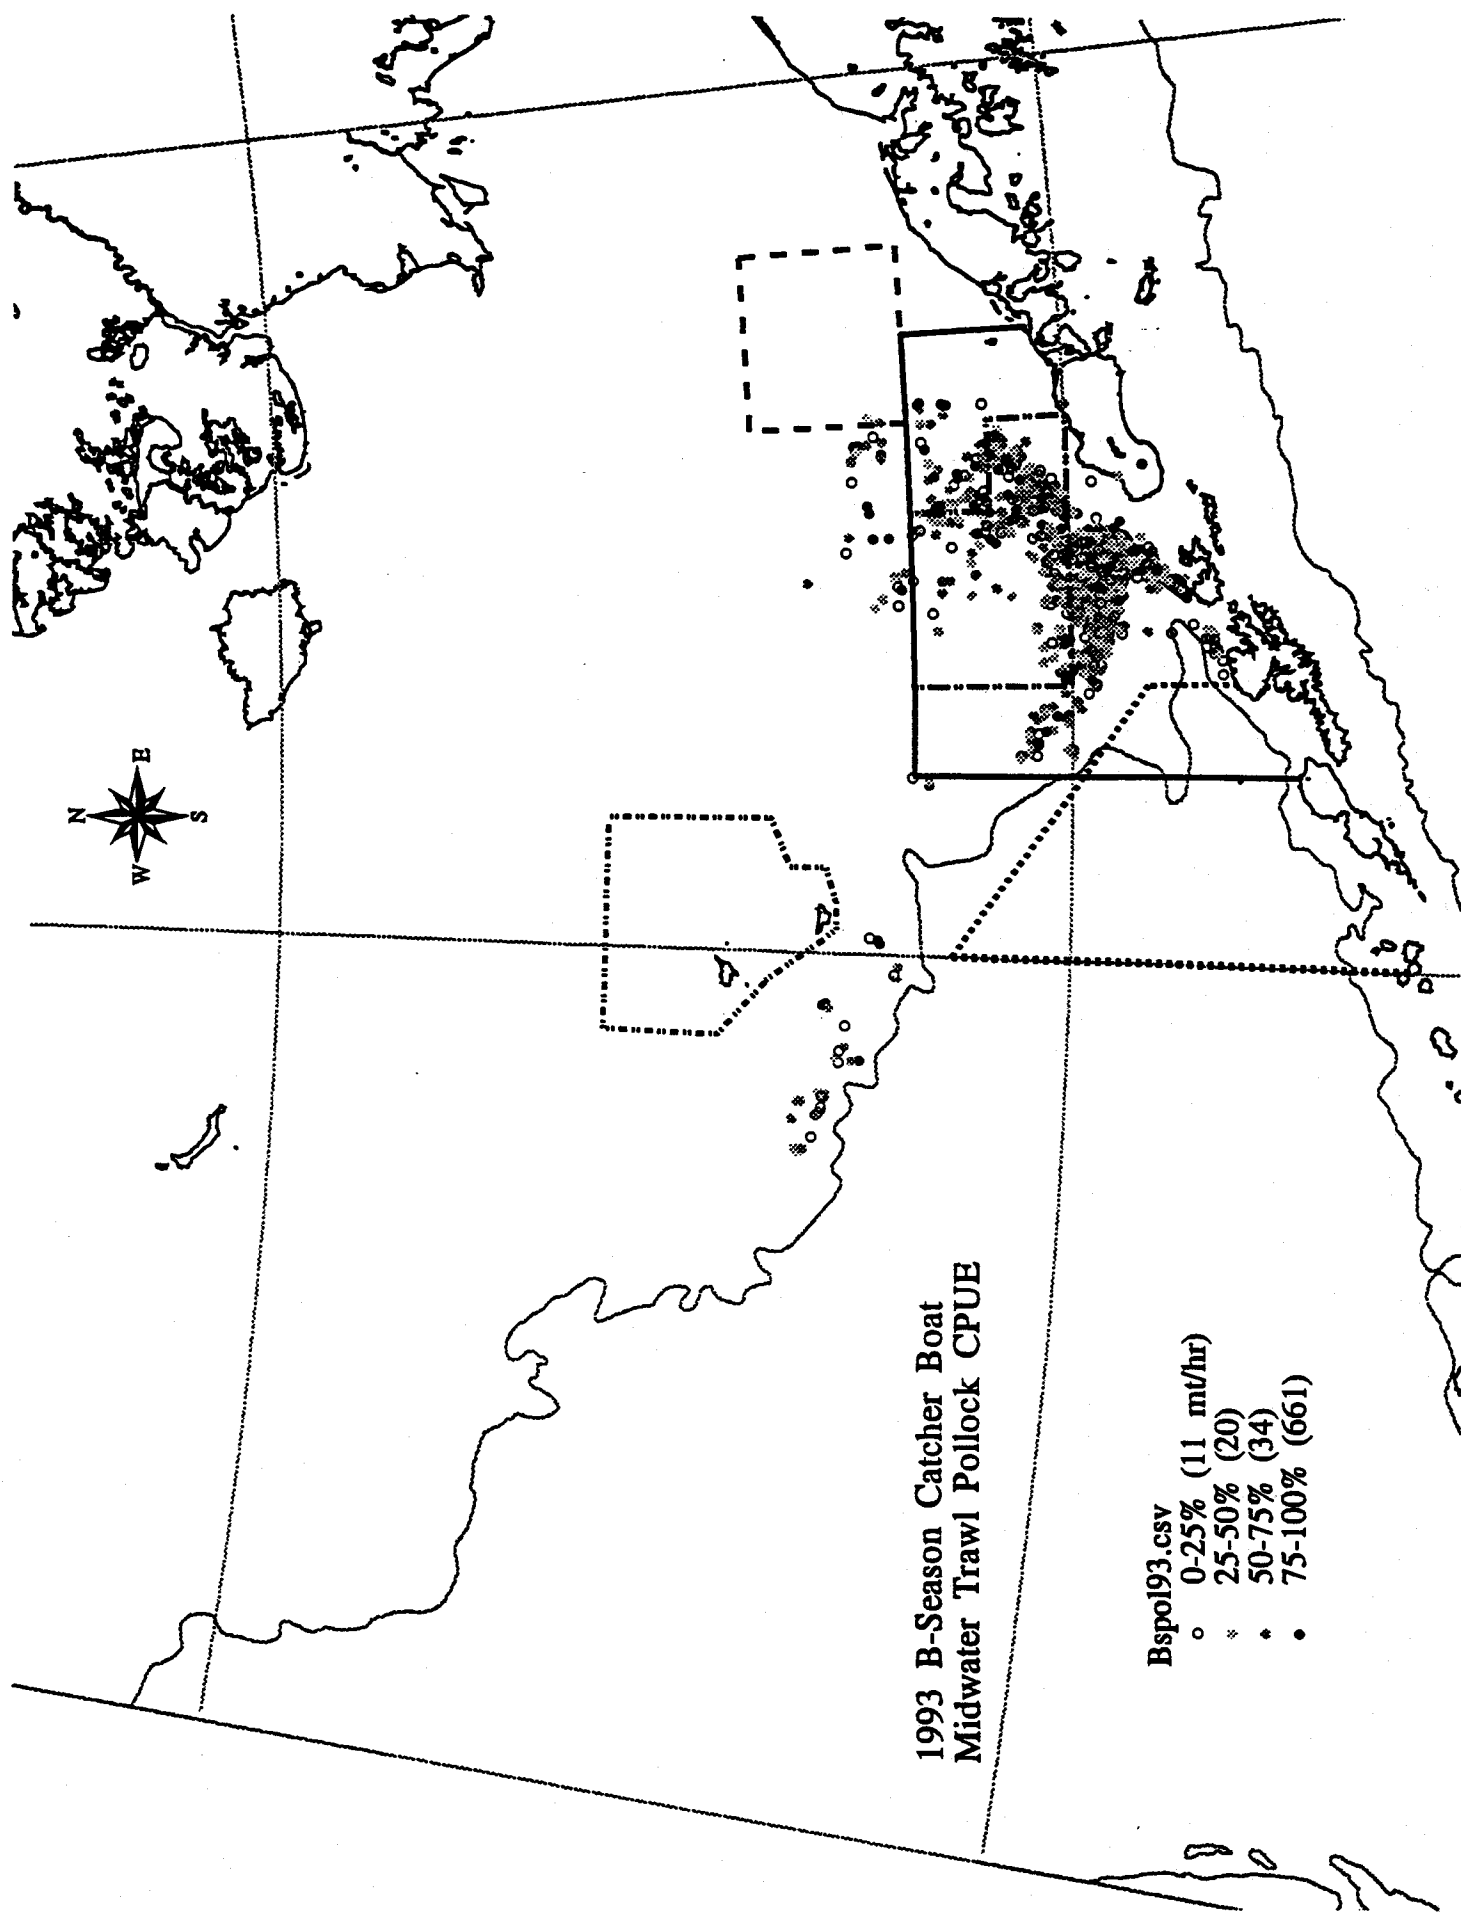 N
W E
S
1993 B-Season Catcher Boat
Midwater Trawl Pollock CPUE
Bspol93.csv
0-25% (11 mt/hr)
25-50% (20)
50-75% (34)
75-100% (661)